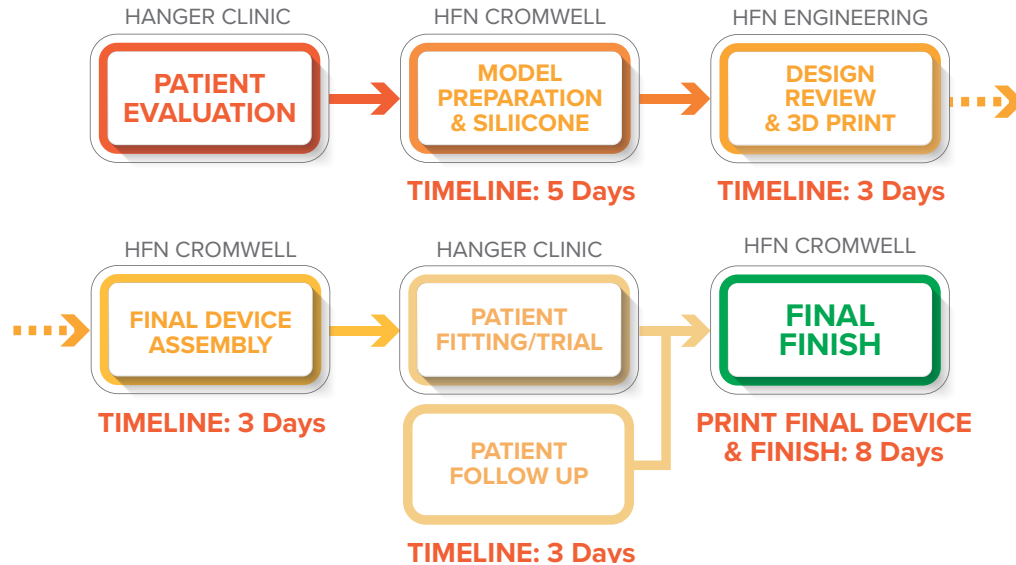 HANGER CLINIC
PATIENT
EVALUATION
HFN CROMWELL
MODEL
PREPARATION
& SILIICONE
TIMELINE: 5 Days
HFN ENGINEERING
DESIGN
REVIEW
& 3D PRINT
TIMELINE: 3 Days
HFN CROMWELL
FINAL DEVICE
ASSEMBLY
TIMELINE: 3 Days
HANGER CLINIC
PATIENT
FITTING/TRIAL
PATIENT
FOLLOW UP
TIMELINE: 3 Days
HFN CROMWELL
FINAL
FINISH
PRINT FINAL DEVICE
& FINISH: 8 Days